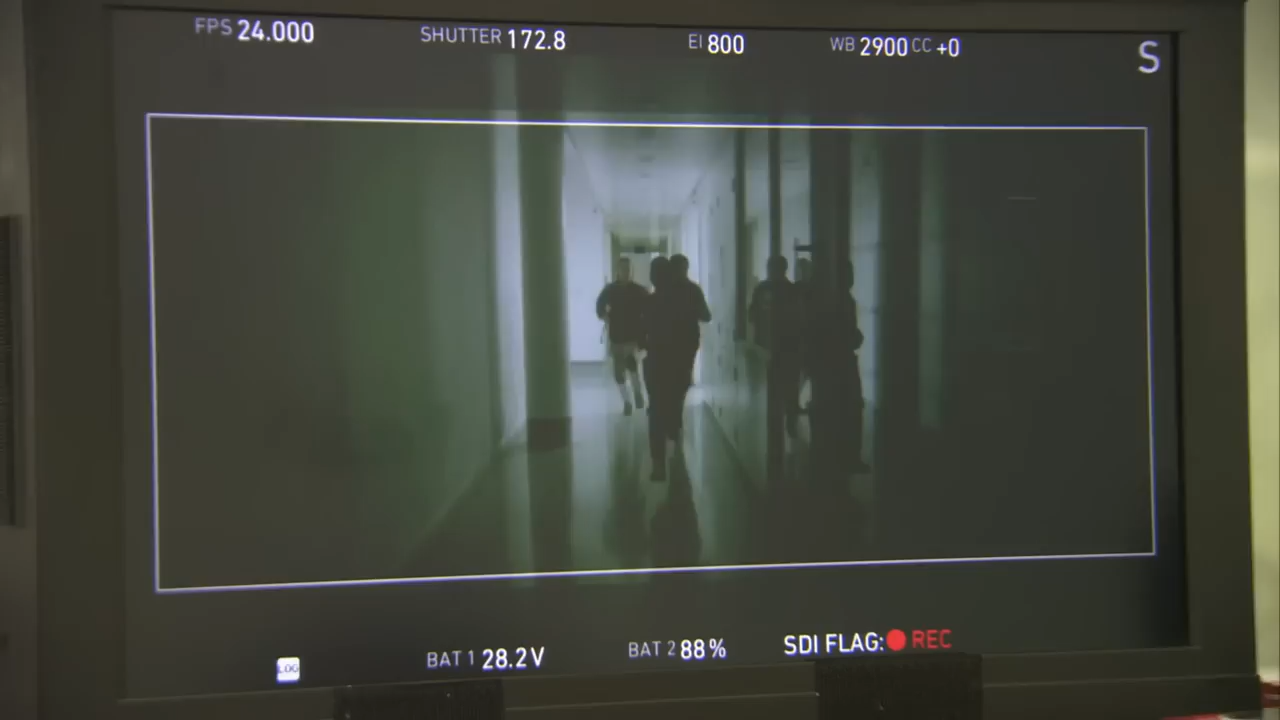 FPS 24.000 SHUTTER 172.8 EI 800 WB 2900 CC +0 S
LOG BAT 1 28.2V BAT 2 88% SDI FLAG: REC